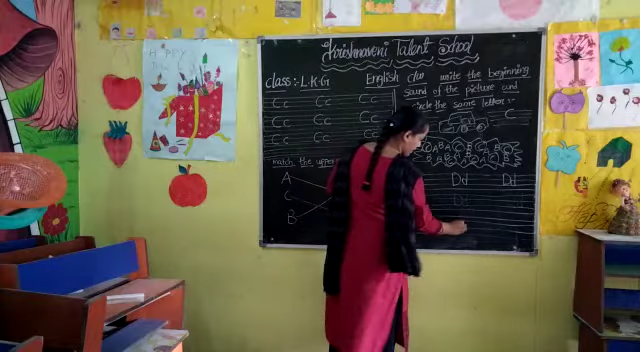 Krishnaveni Talent School
Class :- L.K.G
English
write the beginning
sound of the picture and
circle the same letter:-
Cc Cc Cc
Cc Cc Cc
Cc Cc Cc
C
match the upper
A
C
B
Dd Dd
HAPPY